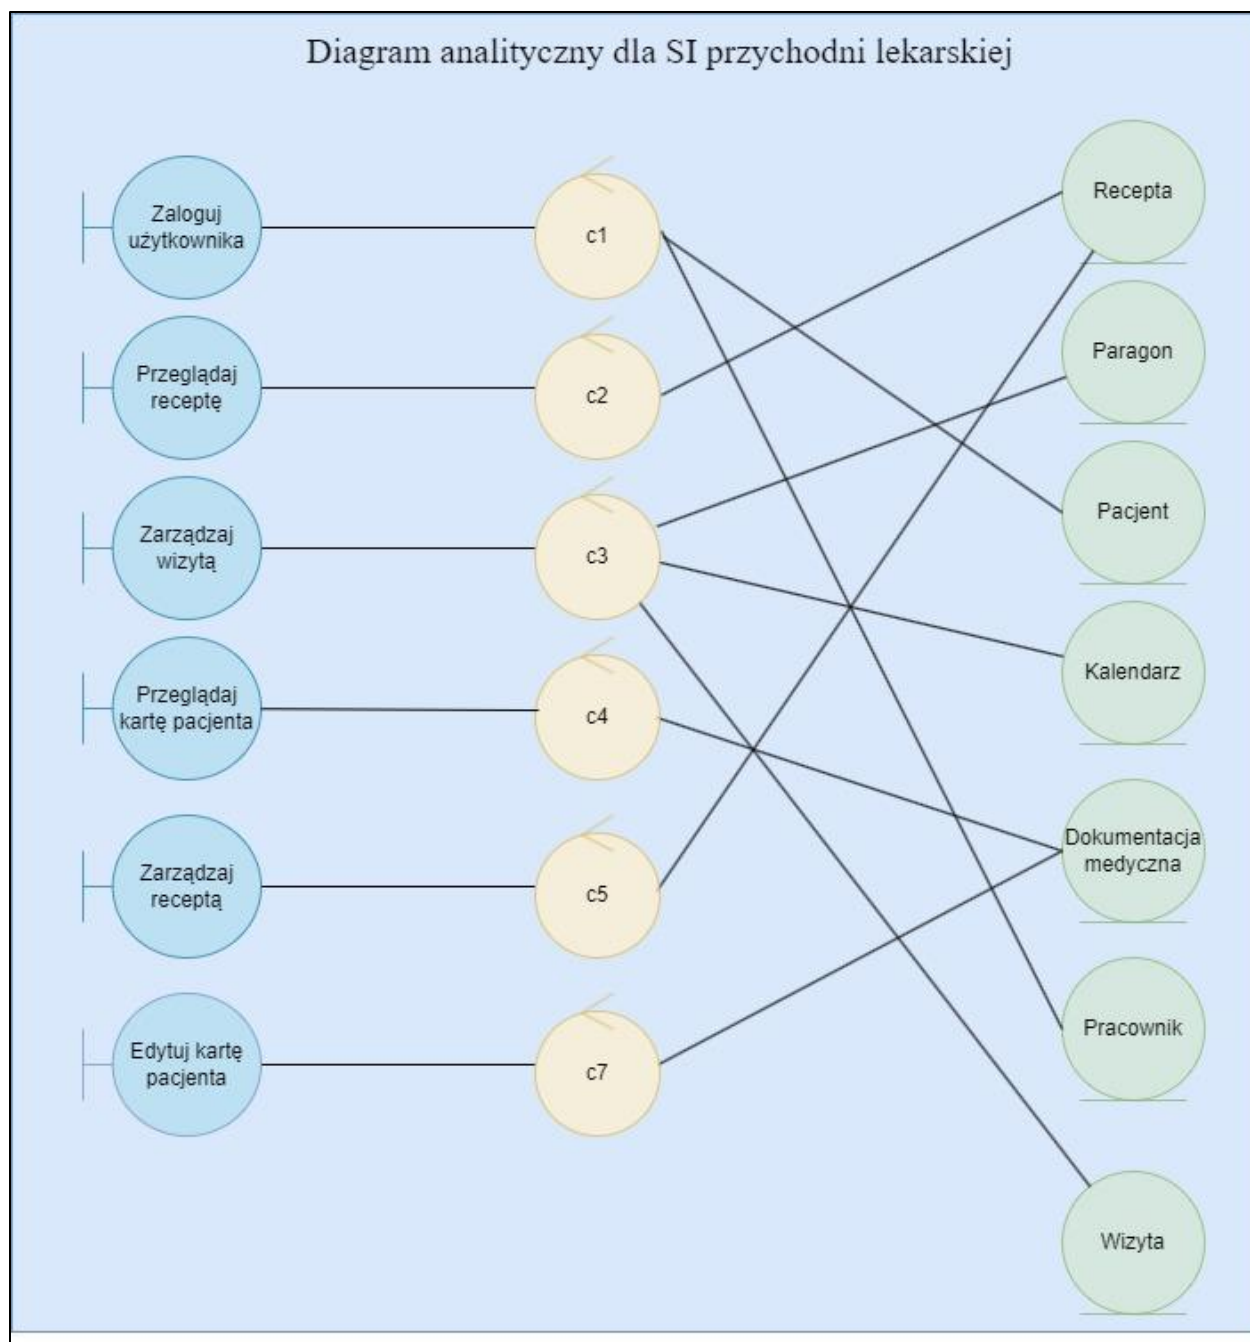 Diagram analityczny dla SI przychodni lekarskiej
Zaloguj
użytkownika
c1
Recepta
Przeglądaj
receptę
c2
Paragon
Zarządzaj
wizytą
c3
Pacjent
Przeglądaj
kartę pacjenta
c4
Kalendarz
Zarządzaj
receptą
c5
Dokumentacja
medyczna
Edytuj kartę
pacjenta
c7
Pracownik
Wizyta